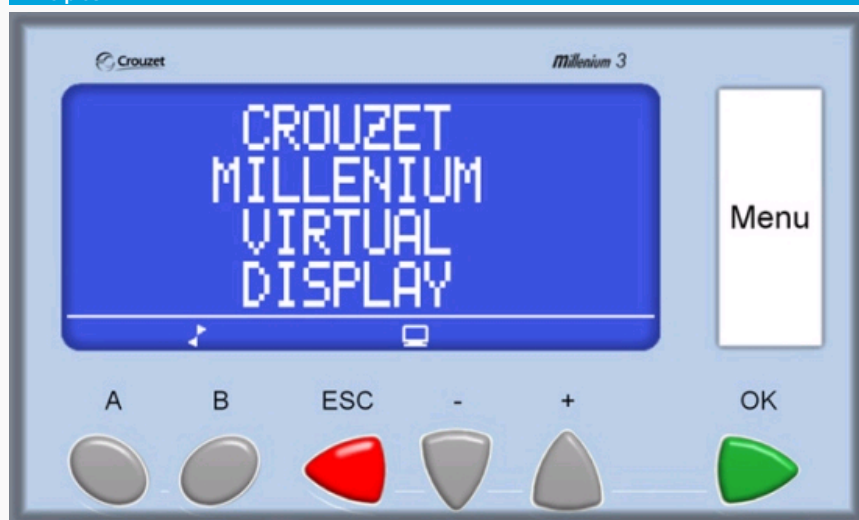 Crouzet
Millenium 3
CROUZET
MILLENIUM
VIRTUAL
DISPLAY
Menu
A B ESC - + OK